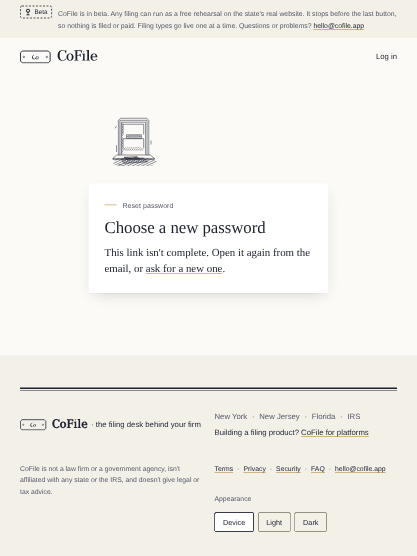 Beta
CoFile is in beta. Any filing can run as a free rehearsal on the state's real website. It stops before the last button,
so nothing is filed or paid. Filing types go live one at a time. Questions or problems? hello@cofile.app
Co CoFile
Log in
Reset password
Choose a new password
This link isn't complete. Open it again from the
email, or ask for a new one.
Co CoFile · the filing desk behind your firm
New York · New Jersey · Florida · IRS
Building a filing product? CoFile for platforms
CoFile is not a law firm or a government agency, isn't
affiliated with any state or the IRS, and doesn't give legal or
tax advice.
Terms · Privacy · Security · FAQ · hello@cofile.app
Appearance
Device Light Dark